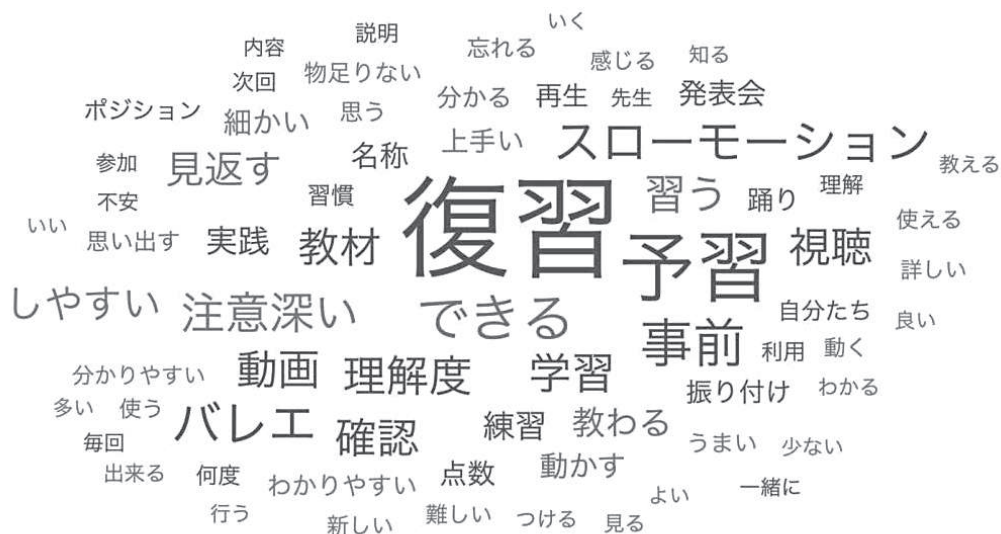 いく
内容 説明 忘れる 感じる 知る
次回 物足りない 分かる 再生 先生 発表会
ポジション 細かい 思う 上手い スローモーション
参加 見返す 名称 教える
不安 習慣 復習 習う 踊り 理解
いい 思い出す 実践 教材 予習 視聴 使える
詳しい
しやすい 注意深い できる 事前 自分たち 良い
分かりやすい 動画 理解度 学習 利用 動く
多い 使う バレエ 確認 練習 教わる 振り付け わかる
毎回 うまい 少ない
出来る 何度 わかりやすい 点数 動かす よい 一緒に
行う 新しい 難しい つける 見る